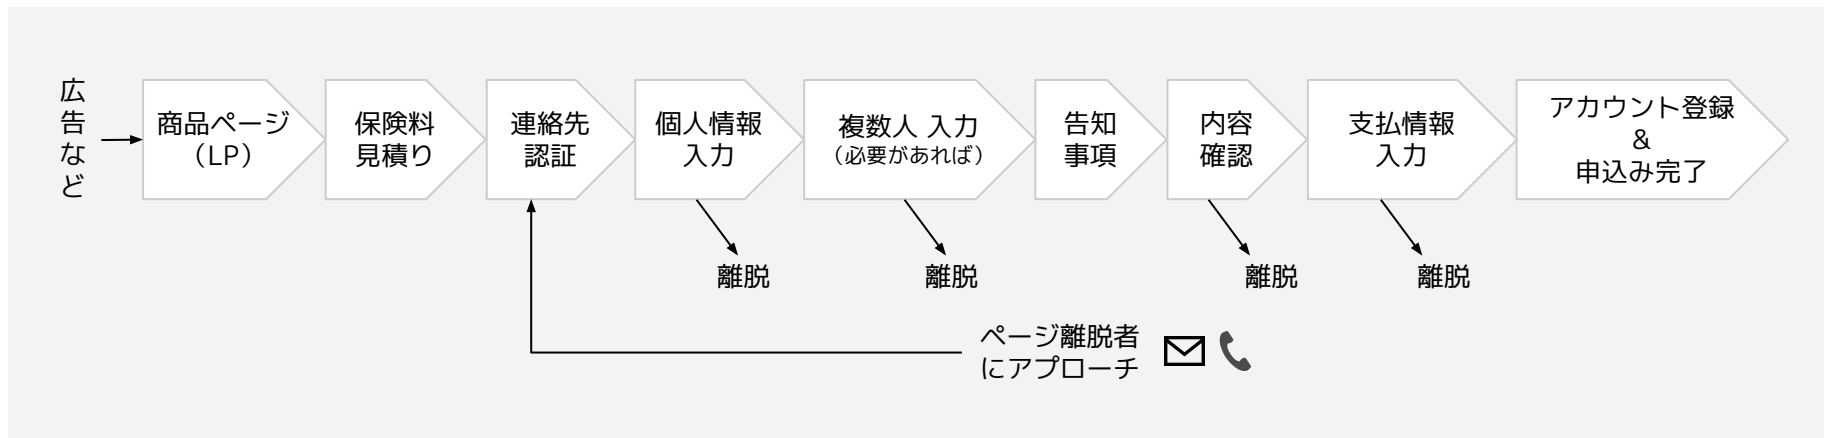 広告など
商品ページ
（LP）
保険料
見積り
連絡先
認証
個人情報
入力
複数人 入力
（必要があれば）
告知
事項
内容
確認
支払情報
入力
アカウント登録
&
申込み完了
離脱
離脱
離脱
離脱
ページ離脱者
にアプローチ